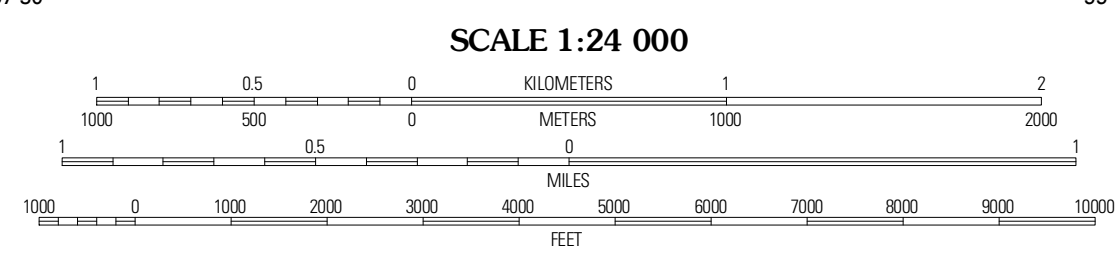 SCALE 1:24 000
1 0.5 0 KILOMETERS 1 2
1000 500 0 METERS 1000 2000
1 0.5 0 1
MILES
1000 0 1000 2000 3000 4000 5000 6000 7000 8000 9000 10000
FEET